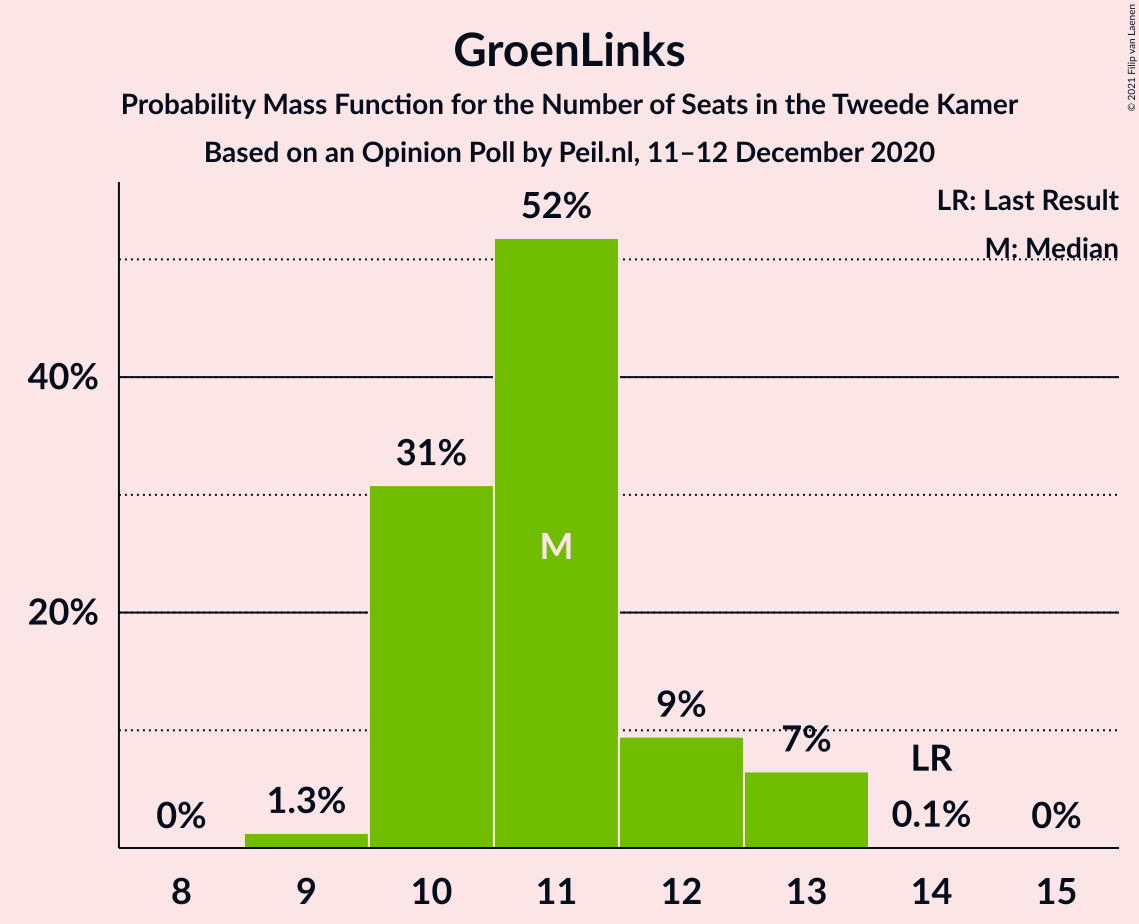 GroenLinks
Probability Mass Function for the Number of Seats in the Tweede Kamer
Based on an Opinion Poll by Peil.nl, 11–12 December 2020
© 2021 Filip van Laenen
LR: Last Result
M: Median
40%
20%
0%
1.3%
31%
52%
M
9%
7%
LR
0.1%
0%
8 9 10 11 12 13 14 15